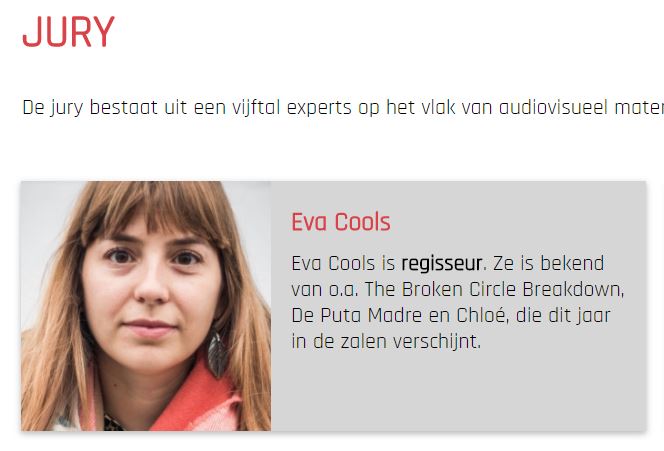 JURY
De jury bestaat uit een vijftal experts op het vlak van audiovisueel mater
Eva Cools
Eva Cools is regisseur. Ze is bekend
van o.a. The Broken Circle Breakdown,
De Puta Madre en Chloé, die dit jaar
in de zalen verschijnt.